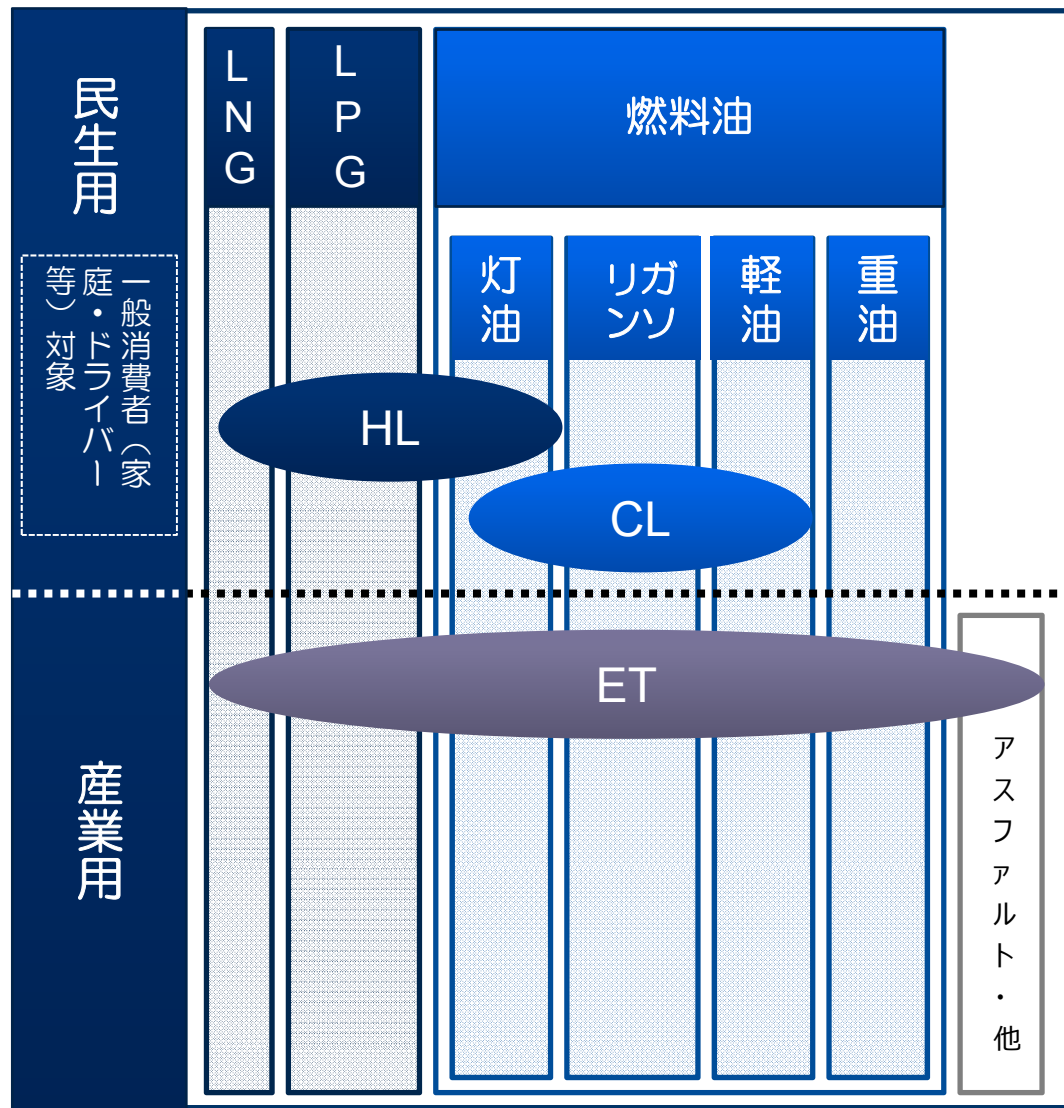 民生用
一般消費者（家
庭・ドライバー
等）対象
産業用
LNG
LPG
燃料油
灯油
ガソ
リン
軽油
重油
HL
CL
ET
アスファルト・他